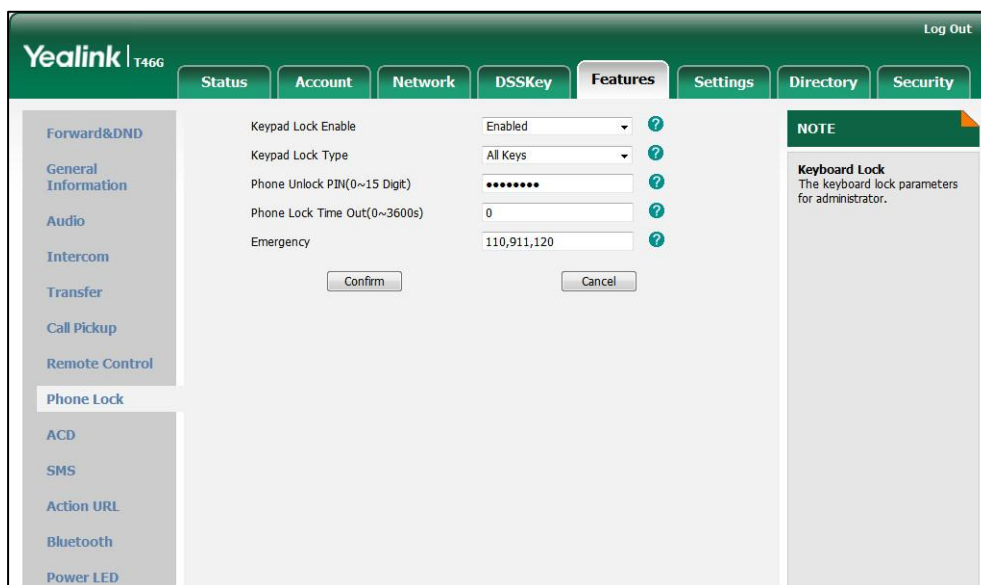 Log Out
Yealink T46G
Status Account Network DSSKey Features Settings Directory Security
Forward&DND
General
Information
Audio
Intercom
Transfer
Call Pickup
Remote Control
Phone Lock
ACD
SMS
Action URL
Bluetooth
Power LED
Keypad Lock Enable Enabled ?
Keypad Lock Type All Keys ?
Phone Unlock PIN(0~15 Digit) •••••••• ?
Phone Lock Time Out(0~3600s) 0 ?
Emergency 110,911,120 ?
Confirm Cancel
NOTE
Keyboard Lock
The keyboard lock parameters
for administrator.